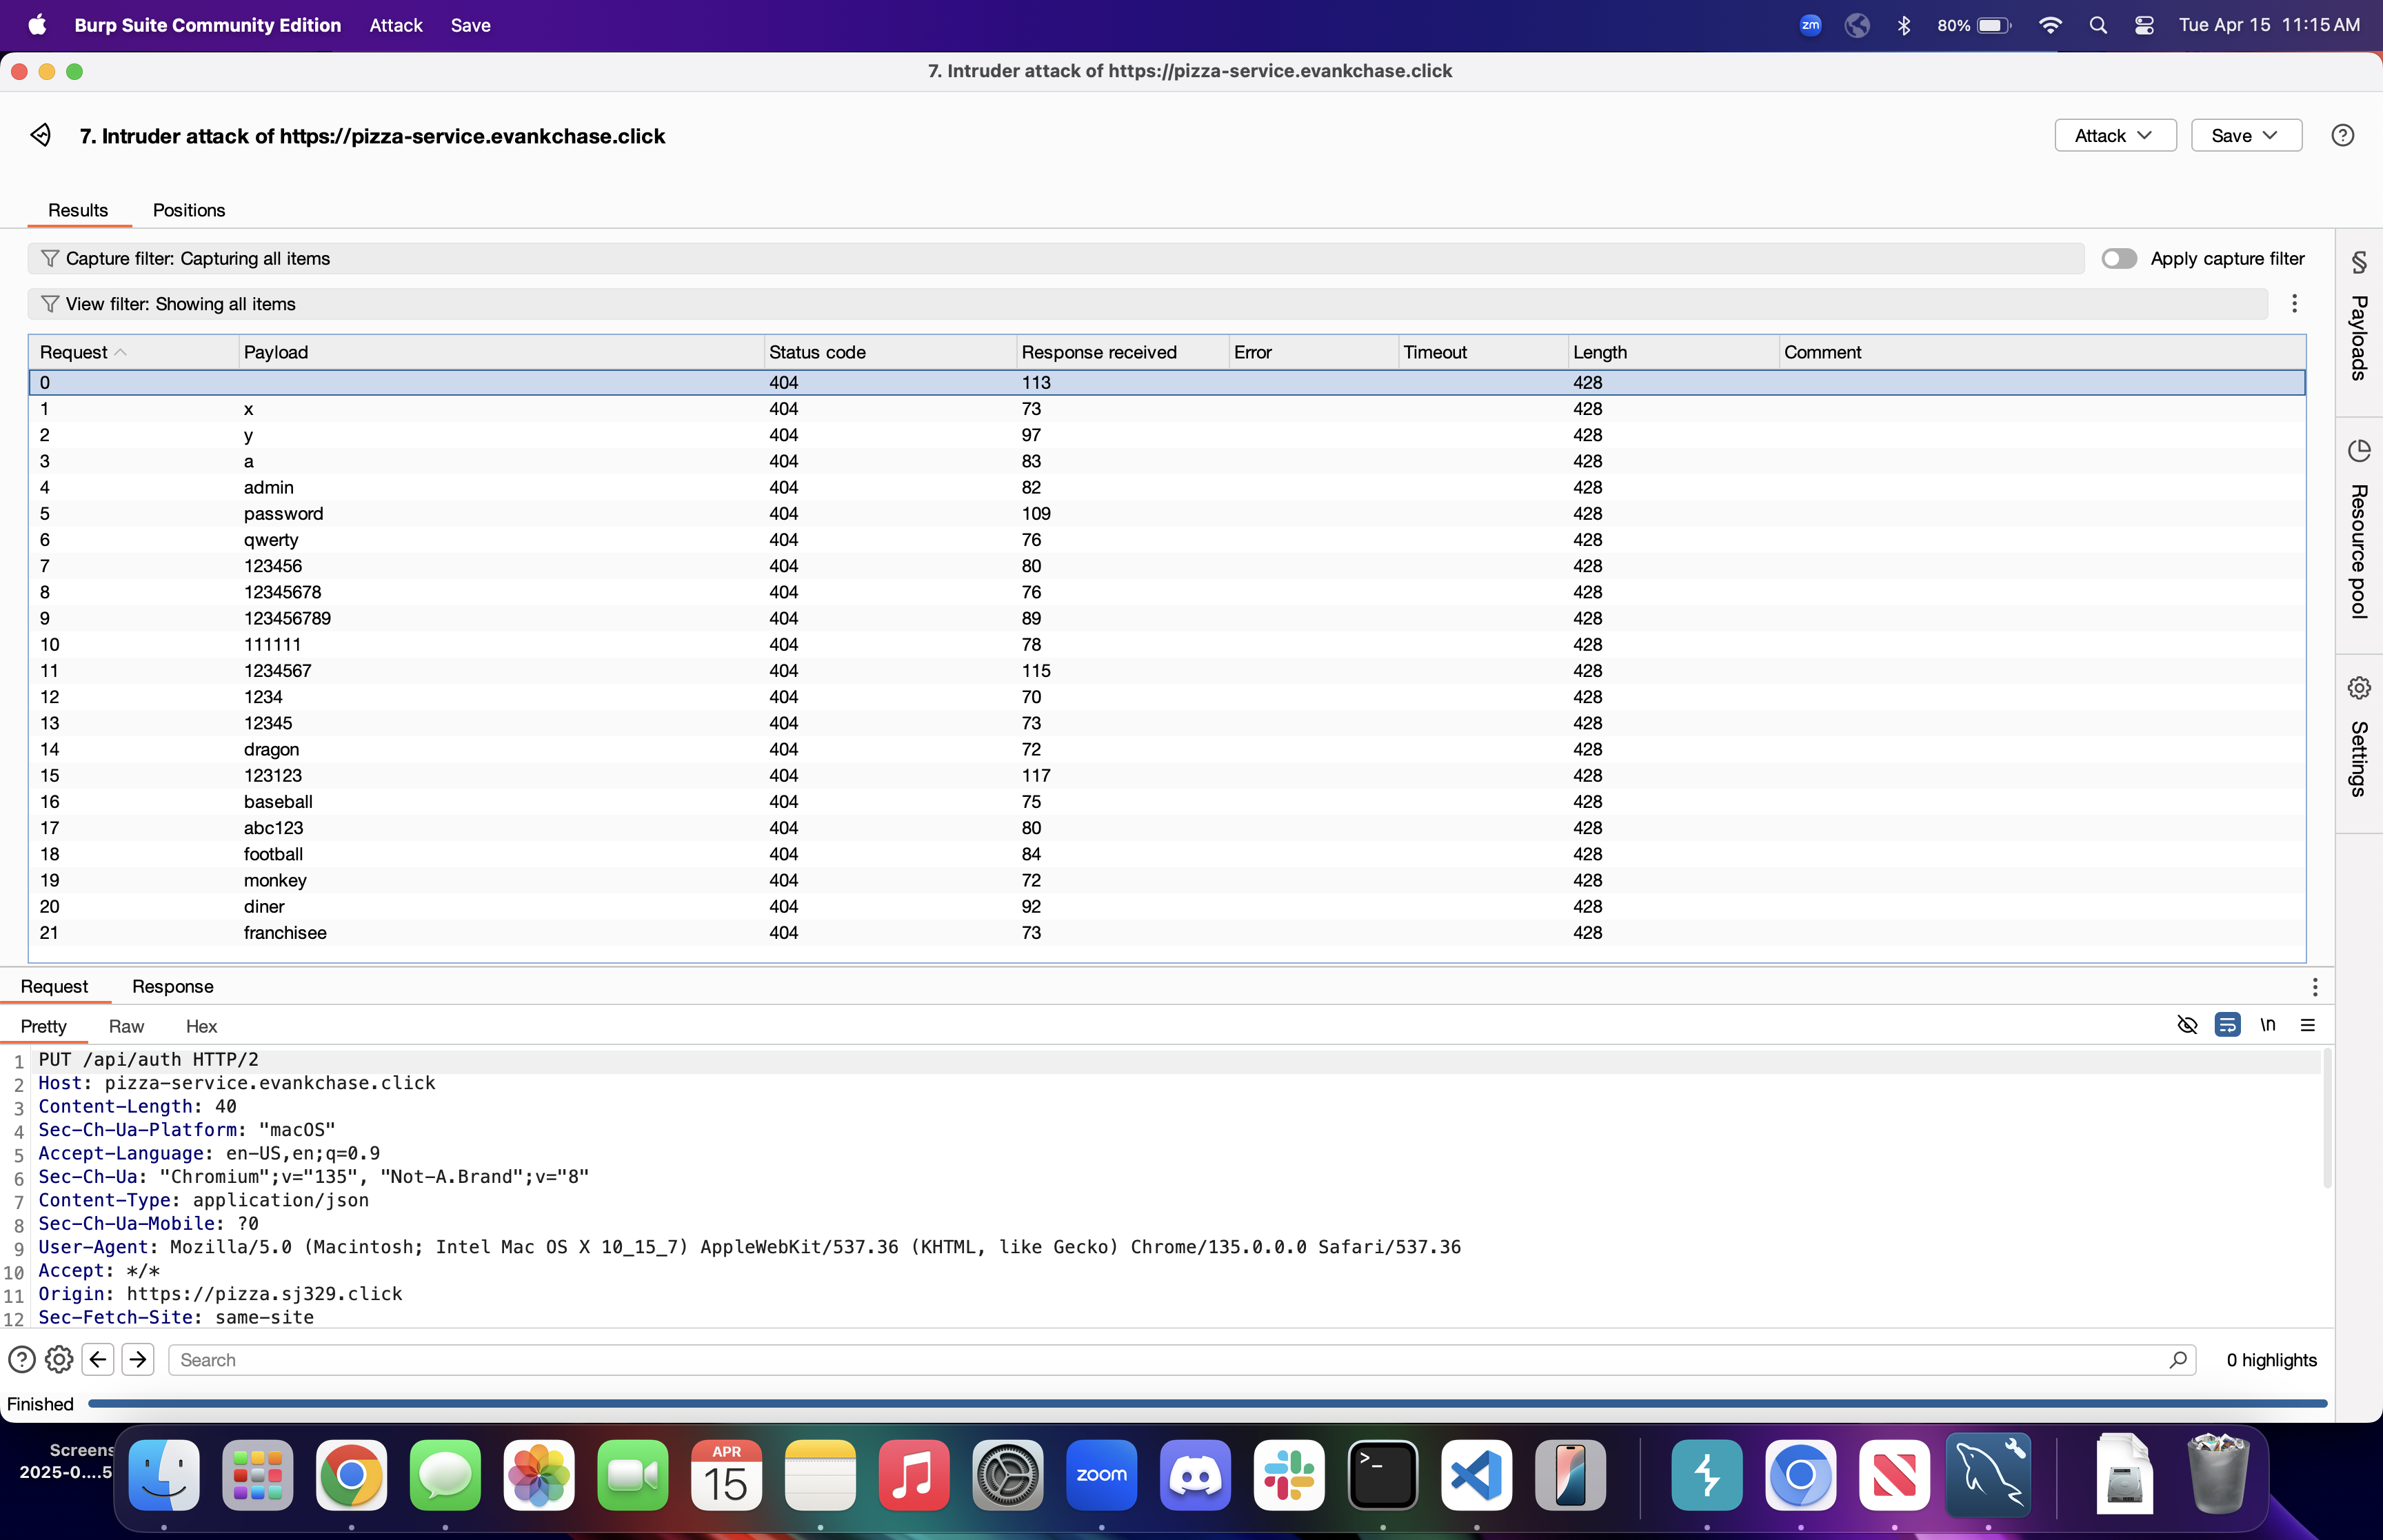 Burp Suite Community Edition Attack Save zm 80% Tue Apr 15 11:15 AM
7. Intruder attack of https://pizza-service.evankchase.click
7. Intruder attack of https://pizza-service.evankchase.click Attack Save ?
Results Positions
Capture filter: Capturing all items Apply capture filter
View filter: Showing all items
Request Payload Status code Response received Error Timeout Length Comment
0 404 113 428
1 x 404 73 428
2 y 404 97 428
3 a 404 83 428
4 admin 404 82 428
5 password 404 109 428
6 qwerty 404 76 428
7 123456 404 80 428
8 12345678 404 76 428
9 123456789 404 89 428
10 111111 404 78 428
11 1234567 404 115 428
12 1234 404 70 428
13 12345 404 73 428
14 dragon 404 72 428
15 123123 404 117 428
16 baseball 404 75 428
17 abc123 404 80 428
18 football 404 84 428
19 monkey 404 72 428
20 diner 404 92 428
21 franchisee 404 73 428
§ Payloads
Resource pool
Settings
Request Response
Pretty Raw Hex \n
1 PUT /api/auth HTTP/2
2 Host: pizza-service.evankchase.click
3 Content-Length: 40
4 Sec-Ch-Ua-Platform: "macOS"
5 Accept-Language: en-US,en;q=0.9
6 Sec-Ch-Ua: "Chromium";v="135", "Not-A.Brand";v="8"
7 Content-Type: application/json
8 Sec-Ch-Ua-Mobile: ?0
9 User-Agent: Mozilla/5.0 (Macintosh; Intel Mac OS X 10_15_7) AppleWebKit/537.36 (KHTML, like Gecko) Chrome/135.0.0.0 Safari/537.36
10 Accept: */*
11 Origin: https://pizza.sj329.click
12 Sec-Fetch-Site: same-site
? Search 0 highlights
Finished
Screens
2025-0....5
APR
15
zoom
>_